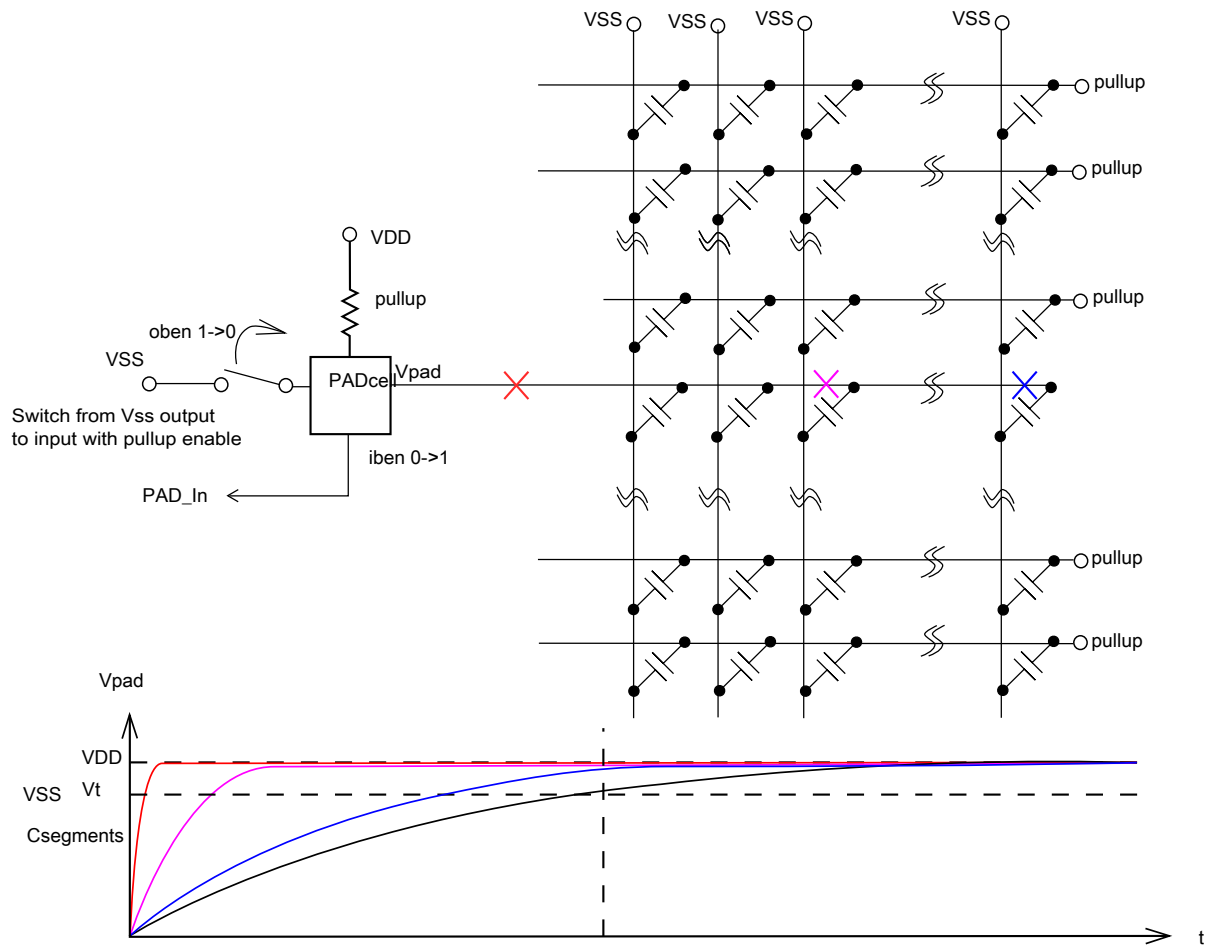 VSS
VSS
VSS
VSS
pullup
pullup
VDD
pullup
pullup
oben 1->0
VSS
PADcell
Vpad
Switch from Vss output
to input with pullup enable
iben 0->1
PAD_In
pullup
pullup
Vpad
VDD
VSS
Vt
Csegments
t